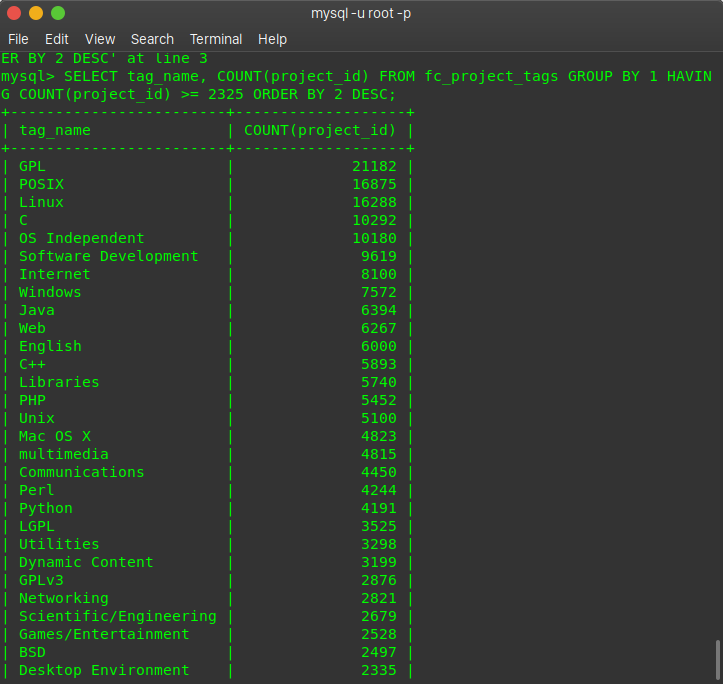 mysql -u root -p
File Edit View Search Terminal Help
ER BY 2 DESC' at line 3
mysql> SELECT tag_name, COUNT(project_id) FROM fc_project_tags GROUP BY 1 HAVIN
G COUNT(project_id) >= 2325 ORDER BY 2 DESC;
+------------------------+-------------------+
| tag_name               | COUNT(project_id) |
+------------------------+-------------------+
| GPL                    |             21182 |
| POSIX                  |             16875 |
| Linux                  |             16288 |
| C                      |             10292 |
| OS Independent         |             10180 |
| Software Development   |              9619 |
| Internet               |              8100 |
| Windows                |              7572 |
| Java                   |              6394 |
| Web                    |              6267 |
| English                |              6000 |
| C++                    |              5893 |
| Libraries              |              5740 |
| PHP                    |              5452 |
| Unix                   |              5100 |
| Mac OS X               |              4823 |
| multimedia             |              4815 |
| Communications         |              4450 |
| Perl                   |              4244 |
| Python                 |              4191 |
| LGPL                   |              3525 |
| Utilities              |              3298 |
| Dynamic Content        |              3199 |
| GPLv3                  |              2876 |
| Networking             |              2821 |
| Scientific/Engineering |              2679 |
| Games/Entertainment    |              2528 |
| BSD                    |              2497 |
| Desktop Environment    |              2335 |